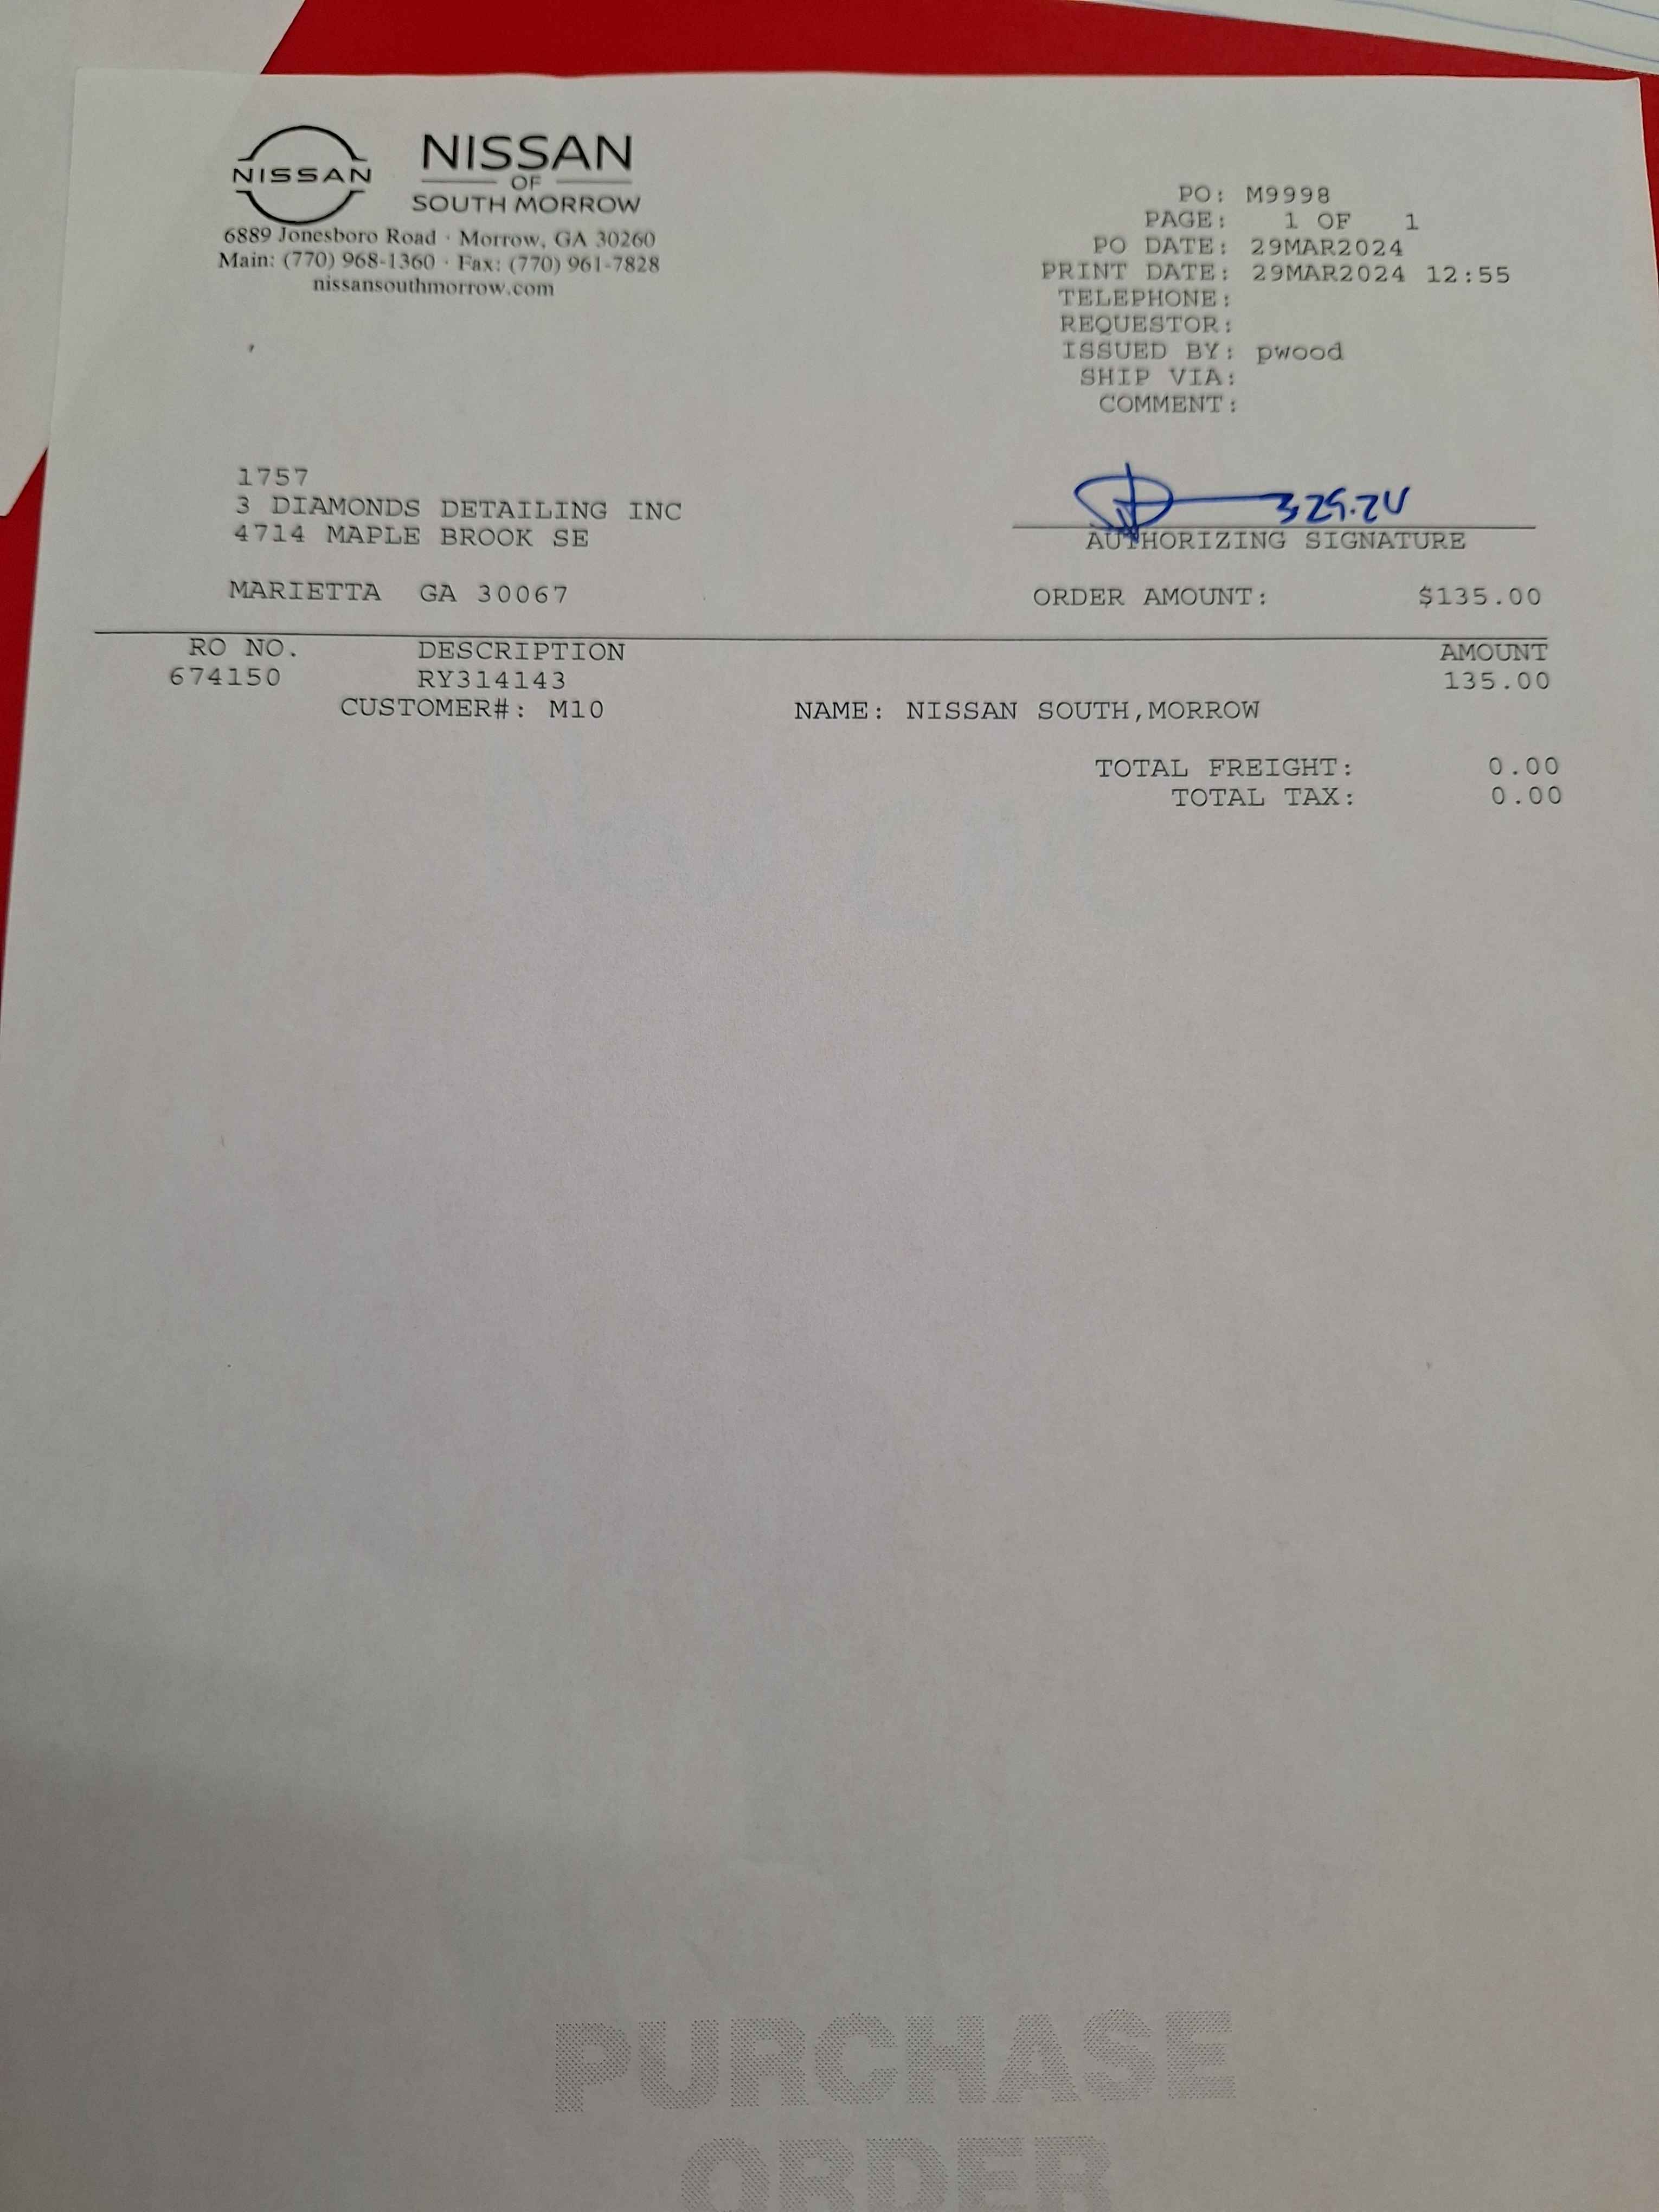 NISSAN
NISSAN
OF
SOUTH MORROW
6889 Jonesboro Road · Morrow, GA 30260
Main: (770) 968-1360 · Fax: (770) 961-7828
nissansouthmorrow.com
PO: M9998
PAGE: 1 OF 1
PO DATE: 29MAR2024
PRINT DATE: 29MAR2024 12:55
TELEPHONE:
REQUESTOR:
ISSUED BY: pwood
SHIP VIA:
COMMENT:
1757
3 DIAMONDS DETAILING INC
4714 MAPLE BROOK SE
MARIETTA GA 30067
3.29.24
AUTHORIZING SIGNATURE
ORDER AMOUNT: $135.00
RO NO. DESCRIPTION AMOUNT
674150 RY314143 135.00
CUSTOMER#: M10 NAME: NISSAN SOUTH,MORROW
TOTAL FREIGHT: 0.00
TOTAL TAX: 0.00
PURCHASE
ORDER